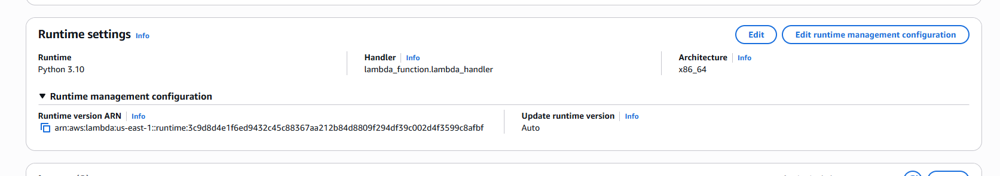 Runtime settings Info
Edit
Edit runtime management configuration
Runtime
Python 3.10
Handler Info
lambda_function.lambda_handler
Architecture Info
x86_64
Runtime management configuration
Runtime version ARN Info
arn:aws:lambda:us-east-1::runtime:3c9d8d4e1f6ed9432c45c88367aa212b84d8809f294df39c002d4f3599c8afbf
Update runtime version Info
Auto